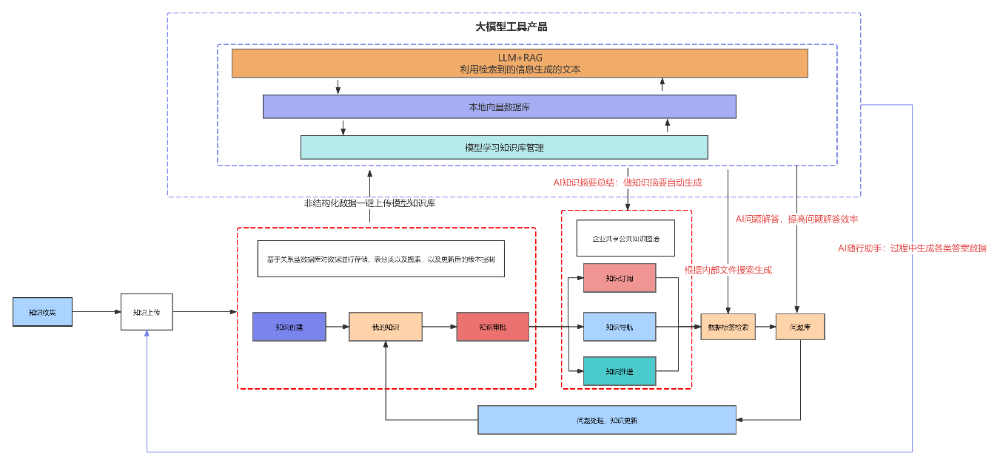 大模型工具产品
LLM+RAG
利用检索到的信息生成的文本
本地向量数据库
模型学习知识库管理
AI知识摘要总结：做知识摘要自动生成
非结构化数据一键上传模型知识库
AI问题解答，提高问题解答效率
企业共享公共知识图谱
AI随行助手：过程中生成各类答案数据
基于关系型数据库对数据进行存储，表分类以及搜索，以及更新后的版本控制
根据内部文件搜索生成
知识订阅
知识收集
知识上传
知识创建
我的知识
知识审批
知识导航
数据标签检索
问题库
知识推送
问题处理，知识更新